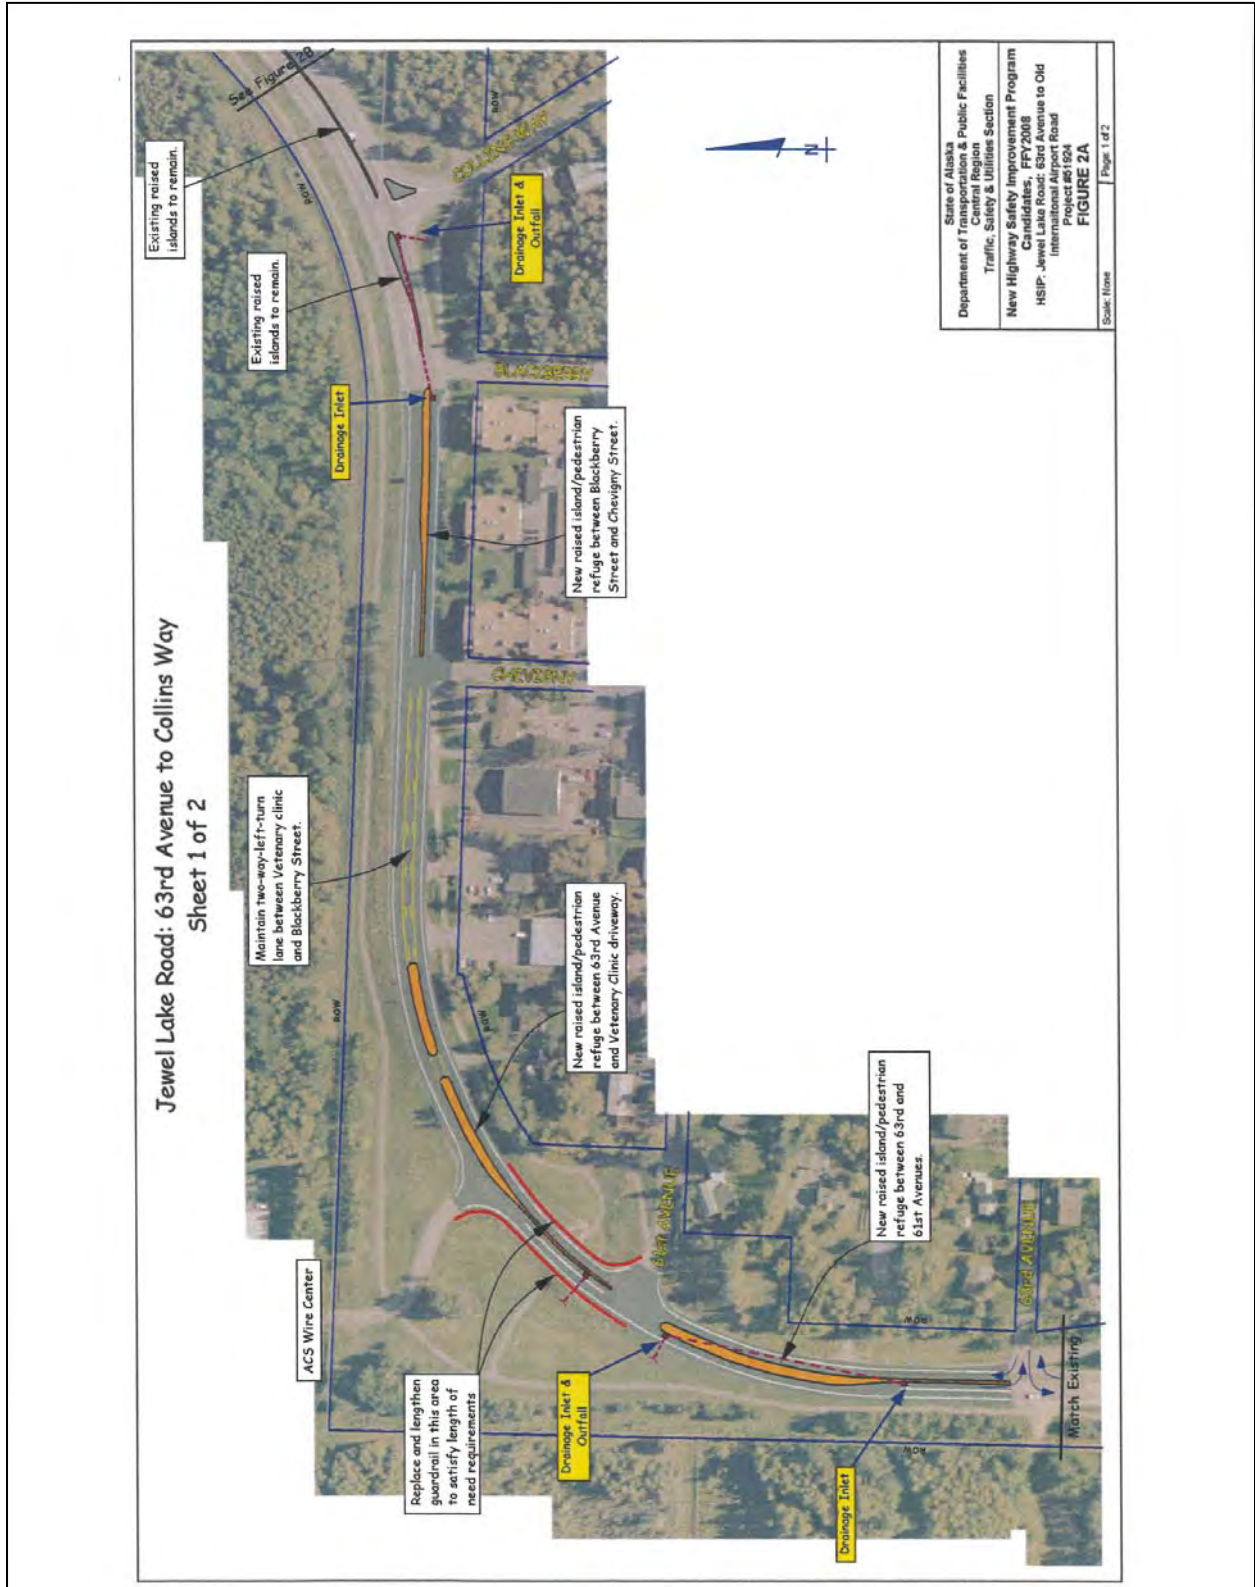 Jewel Lake Road: 63rd Avenue to Collins Way
Sheet 1 of 2
ACS Wire Center
Replace and lengthen
guardrail in this area
to satisfy length of
need requirements
Drainage Inlet &
Outfall
Drainage Inlet
Match Existing
ROW
ROW
63RD AVENUE
New raised island/pedestrian
refuge between 63rd and
61st Avenues.
61ST AVENUE
New raised island/pedestrian
refuge between 63rd Avenue
and Vetenary Clinic driveway.
ROW
ROW
Maintain two-way-left-turn
lane between Vetenary clinic
and Blackberry Street.
New raised island/pedestrian
refuge between Blackberry
Street and Chevigny Street.
Drainage Inlet
Existing raised
islands to remain.
Existing raised
islands to remain.
Drainage Inlet &
Outfall
ROW
See Figure 2B
COLLINS WAY
ROW
N
State of Alaska
Department of Transportation & Public Facilities
Central Region
Traffic, Safety & Utilities Section
New Highway Safety Improvement Program
Candidates, FFY2008
HSIP: Jewel Lake Road: 63rd Avenue to Old
Internaitonal Airport Road
Project #51924
FIGURE 2A
Scale: None
Page: 1 of 2